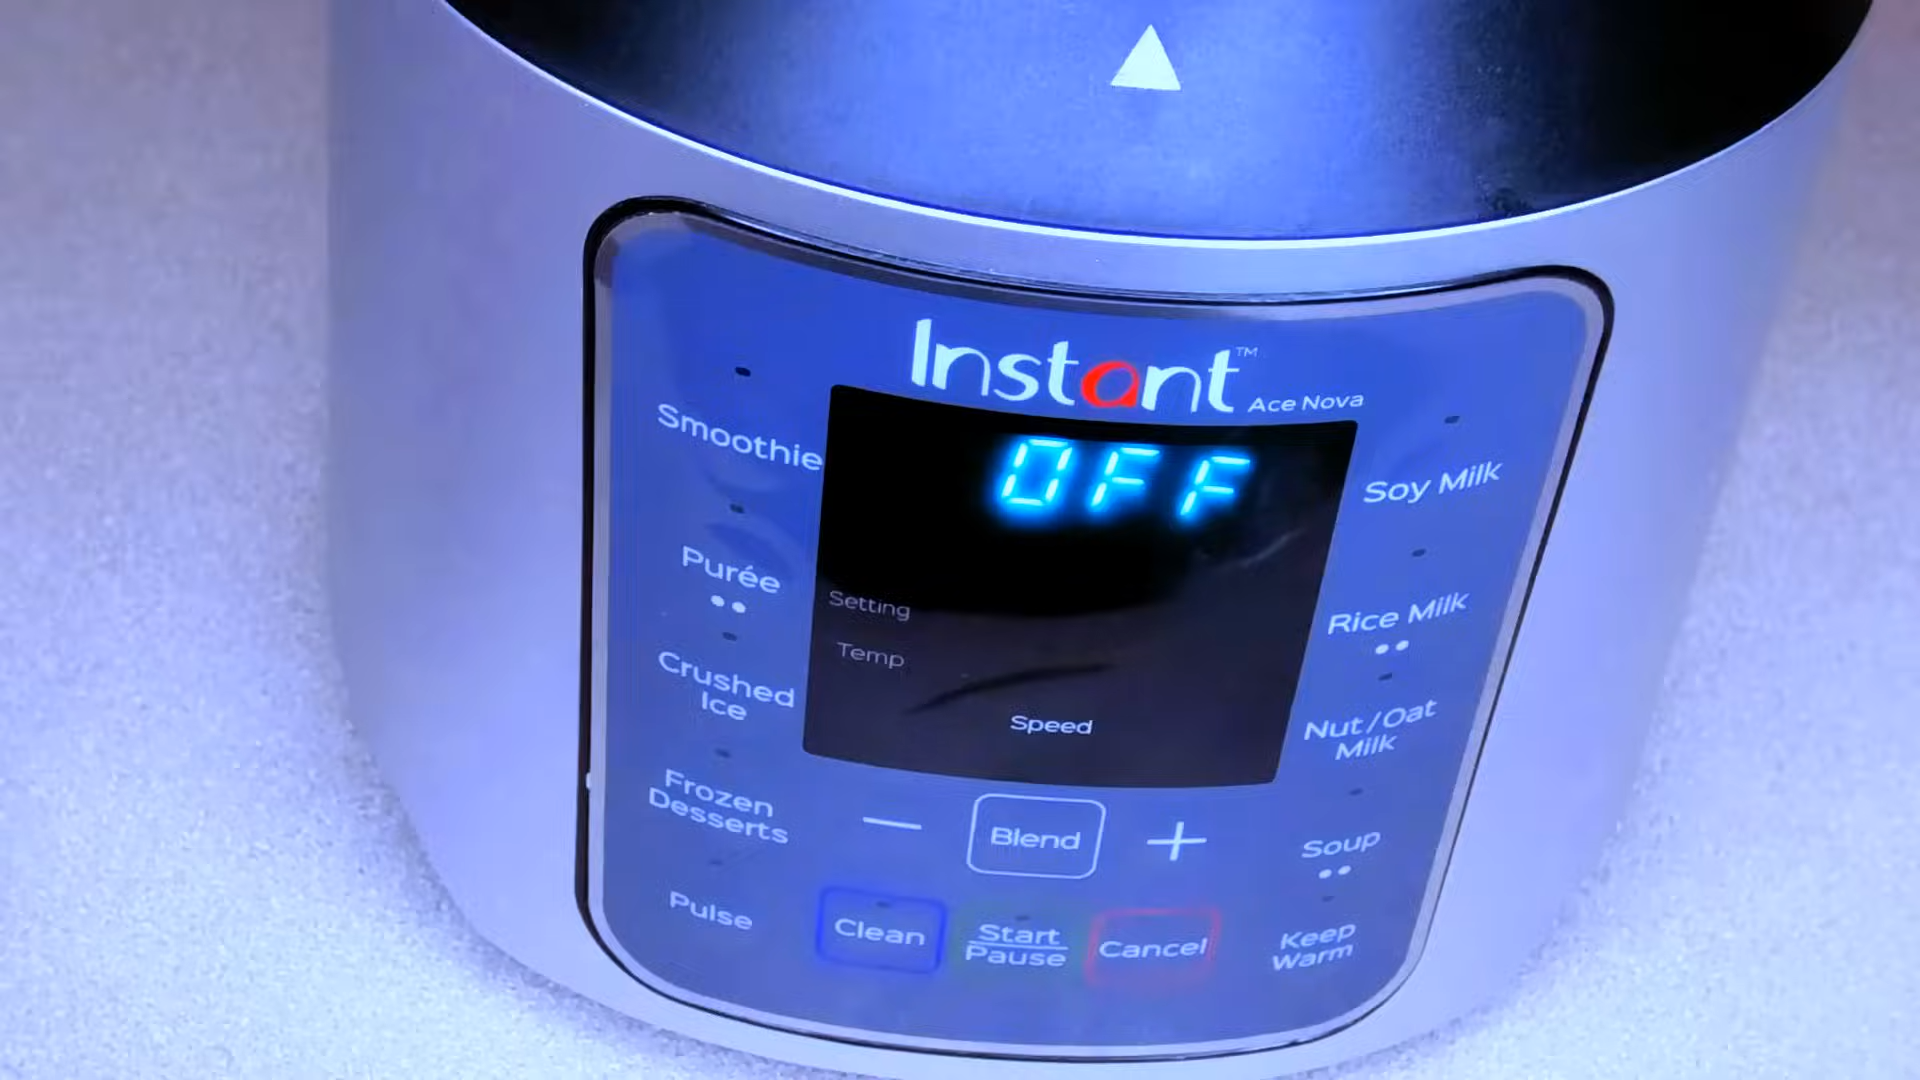 Instant™
Ace Nova
OFF
Smoothie
Soy Milk
Purée
Setting
Rice Milk
Temp
Crushed
Ice
Speed
Nut/Oat
Milk
Frozen
Desserts
— Blend +
Soup
Pulse
Clean
Start
Pause
Cancel
Keep
Warm